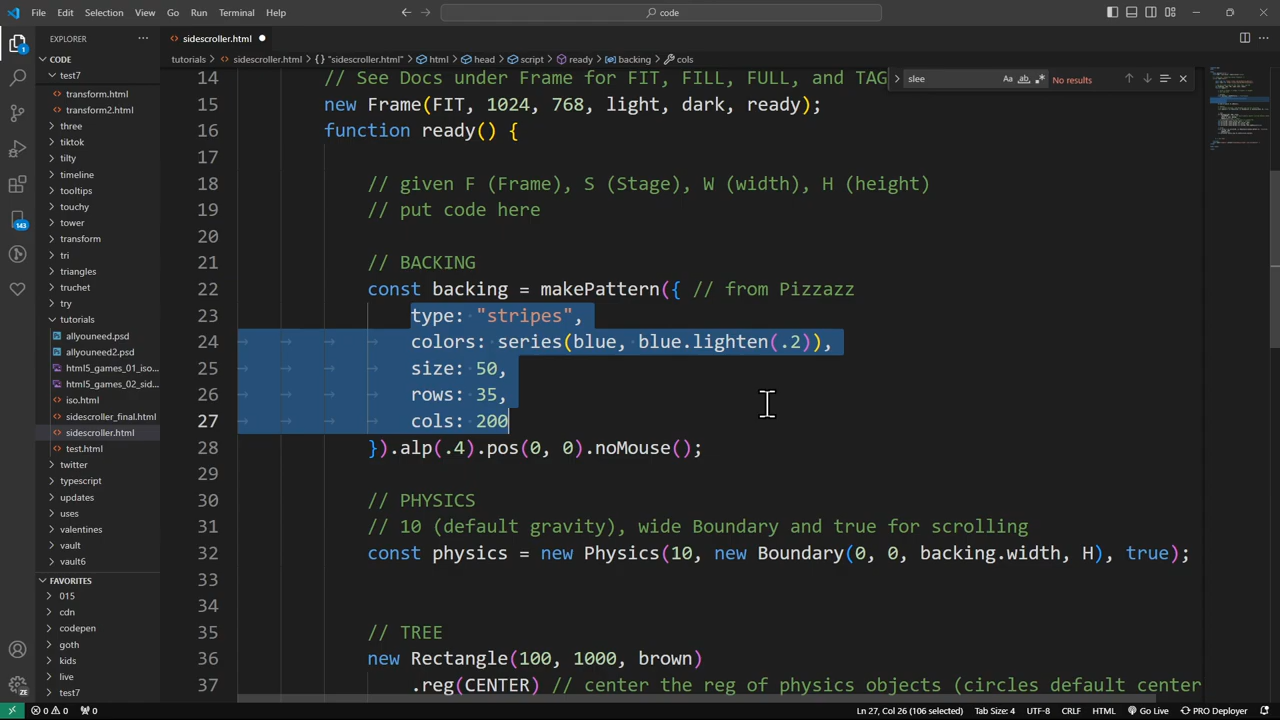 File Edit Selection View Go Run Terminal Help
code
EXPLORER
CODE
test7
transform.html
transform2.html
three
tiktok
tilty
timeline
tooltips
touchy
tower
transform
tri
triangles
truchet
try
tutorials
allyouneed.psd
allyouneed2.psd
html5_games_01_iso...
html5_games_02_sid...
iso.html
sidescroller_final.html
sidescroller.html
test.html
twitter
typescript
updates
uses
valentines
vault
vault6
FAVORITES
015
cdn
codepen
goth
kids
live
test7
1
143
ZE
sidescroller.html
tutorials > sidescroller.html > "sidescroller.html" > html > head > script > ready > backing > cols
slee
Aa ab .* No results
14 // See Docs under Frame for FIT, FILL, FULL, and TAG
15 new Frame(FIT, 1024, 768, light, dark, ready);
16 function ready() {
17
18 // given F (Frame), S (Stage), W (width), H (height)
19 // put code here
20
21 // BACKING
22 const backing = makePattern({ // from Pizzazz
23 type: "stripes",
24 colors: series(blue, blue.lighten(.2)),
25 size: 50,
26 rows: 35,
27 cols: 200
28 }).alp(.4).pos(0, 0).noMouse();
29
30 // PHYSICS
31 // 10 (default gravity), wide Boundary and true for scrolling
32 const physics = new Physics(10, new Boundary(0, 0, backing.width, H), true);
33
34
35 // TREE
36 new Rectangle(100, 1000, brown)
37 .reg(CENTER) // center the reg of physics objects (circles default center
0 0 0 Ln 27, Col 26 (106 selected) Tab Size: 4 UTF-8 CRLF HTML Go Live PRO Deployer